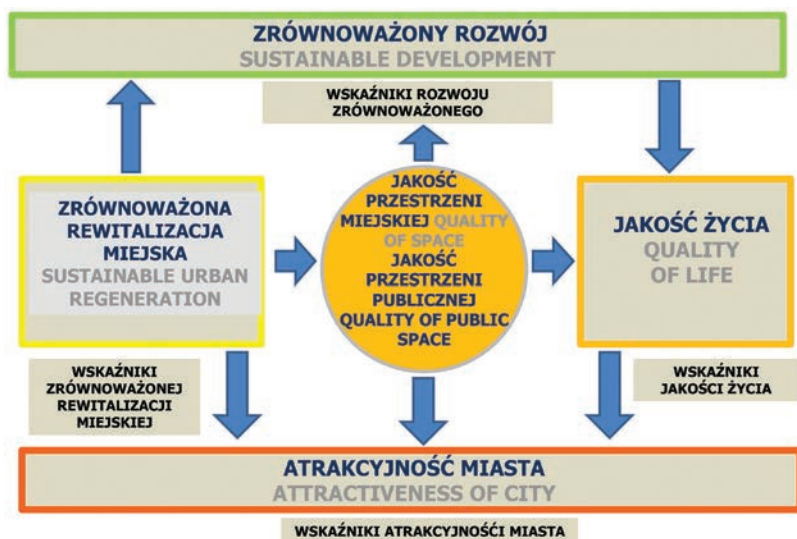 ZRÓWNOWAŻONY ROZWÓJ
SUSTAINABLE DEVELOPMENT
WSKAŹNIKI ROZWOJU
ZRÓWNOWAŻONEGO
ZRÓWNOWAŻONA
REWITALIZACJA
MIEJSKA
SUSTAINABLE URBAN
REGENERATION
JAKOŚĆ
PRZESTRZENI
MIEJSKIEJ QUALITY
OF SPACE
JAKOŚĆ
PRZESTRZENI
PUBLICZNEJ
QUALITY OF PUBLIC
SPACE
JAKOŚĆ ŻYCIA
QUALITY
OF LIFE
WSKAŹNIKI
ZRÓWNOWAŻONEJ
REWITALIZACJI
MIEJSKIEJ
WSKAŹNIKI
JAKOŚCI ŻYCIA
ATRAKCYJNOŚĆ MIASTA
ATTRACTIVENESS OF CITY
WSKAŹNIKI ATRAKCYJNOŚĆI MIASTA